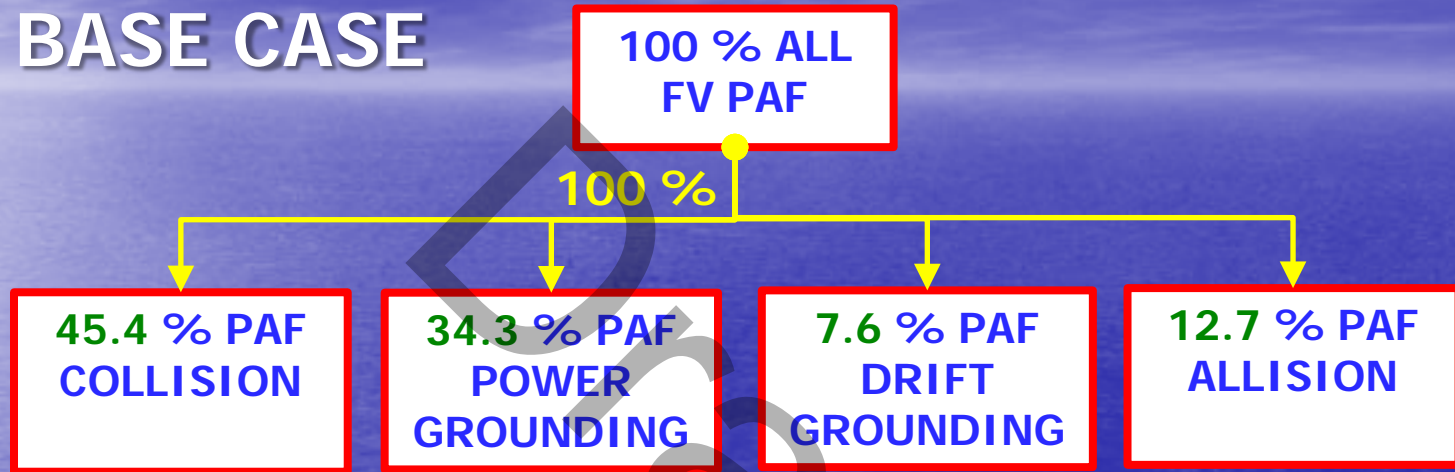 BASE CASE
100 % ALL
FV PAF
100 %
45.4 % PAF
COLLISION
34.3 % PAF
POWER
GROUNDING
7.6 % PAF
DRIFT
GROUNDING
12.7 % PAF
ALLISION